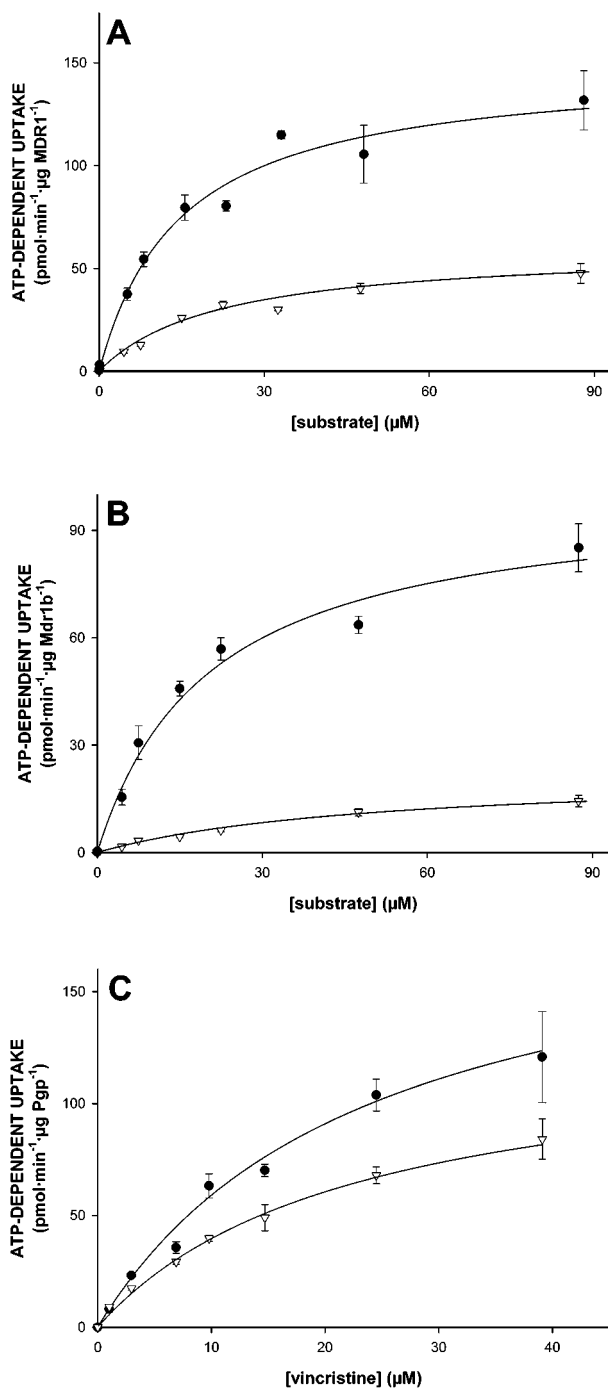 A
ATP-DEPENDENT UPTAKE
(pmol·min⁻¹·µg MDR1⁻¹)
150
100
50
0
0
30
60
90
[substrate] (µM)
B
ATP-DEPENDENT UPTAKE
(pmol·min⁻¹·µg Mdr1b⁻¹)
90
60
30
0
0
30
60
90
[substrate] (µM)
C
ATP-DEPENDENT UPTAKE
(pmol·min⁻¹·µg Pgp⁻¹)
150
100
50
0
0
10
20
30
40
[vincristine] (µM)